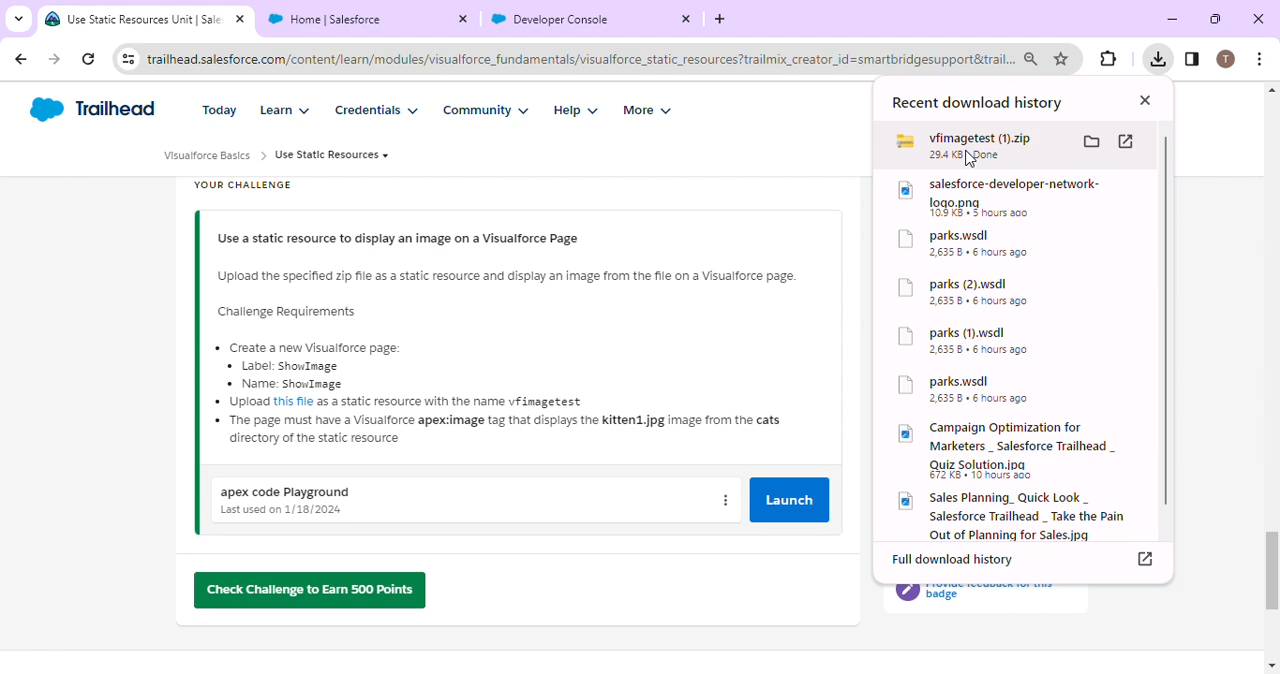 Use Static Resources Unit | Sale
Home | Salesforce
Developer Console
trailhead.salesforce.com/content/learn/modules/visualforce_fundamentals/visualforce_static_resources?trailmix_creator_id=smartbridgesupport&trail...
T
Trailhead
Today
Learn
Credentials
Community
Help
More
Visualforce Basics > Use Static Resources
YOUR CHALLENGE
Use a static resource to display an image on a Visualforce Page
Upload the specified zip file as a static resource and display an image from the file on a Visualforce page.
Challenge Requirements
• Create a new Visualforce page:
• Label: ShowImage
• Name: ShowImage
• Upload this file as a static resource with the name vfimagetest
• The page must have a Visualforce apex:image tag that displays the kitten1.jpg image from the cats
directory of the static resource
apex code Playground
Last used on 1/18/2024
Launch
Check Challenge to Earn 500 Points
Recent download history
vfimagetest (1).zip
29.4 KB • Done
salesforce-developer-network-
logo.png
10.9 KB • 5 hours ago
parks.wsdl
2,635 B • 6 hours ago
parks (2).wsdl
2,635 B • 6 hours ago
parks (1).wsdl
2,635 B • 6 hours ago
parks.wsdl
2,635 B • 6 hours ago
Campaign Optimization for
Marketers _ Salesforce Trailhead _
Quiz Solution.jpg
672 KB • 10 hours ago
Sales Planning_ Quick Look _
Salesforce Trailhead _ Take the Pain
Out of Planning for Sales.jpg
Full download history
Provide feedback for this
badge